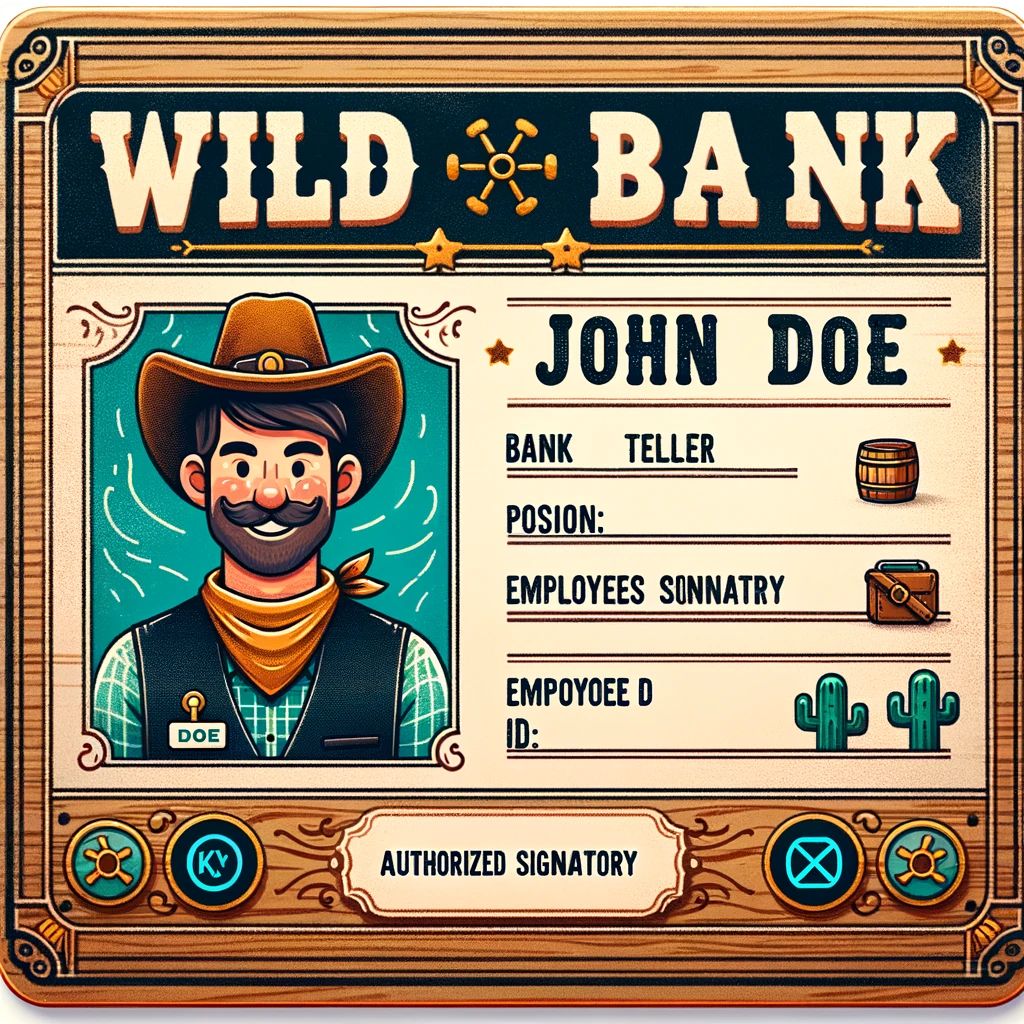 WILD BANK
JOHN DOE
BANK TELLER
POSION:
EMPLOYEES SONNATRY
EMPOYOEE D
ID:
DOE
AUTHORIZED SIGNATORY